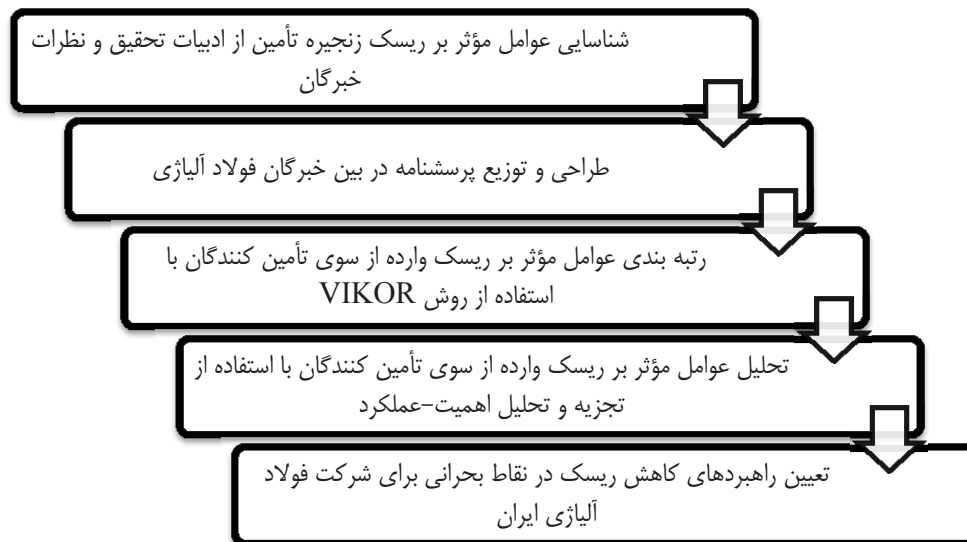 شناسایی عوامل مؤثر بر ریسک زنجیره تأمین از ادبیات تحقیق و نظرات
خبرگان
طراحی و توزیع پرسشنامه در بین خبرگان فولاد آلیاژی
رتبه بندی عوامل مؤثر بر ریسک وارده از سوی تأمین کنندگان با
استفاده از روش VIKOR
تحلیل عوامل مؤثر بر ریسک وارده از سوی تأمین کنندگان با استفاده از
تجزیه و تحلیل اهمیت-عملکرد
تعیین راهبردهای کاهش ریسک در نقاط بحرانی برای شرکت فولاد
آلیاژی ایران